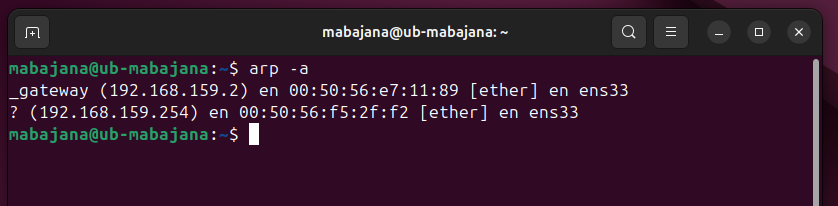 mabajana@ub-mabajana: ~
mabajana@ub-mabajana:~$ arp -a
_gateway (192.168.159.2) en 00:50:56:e7:11:89 [ether] en ens33
? (192.168.159.254) en 00:50:56:f5:2f:f2 [ether] en ens33
mabajana@ub-mabajana:~$